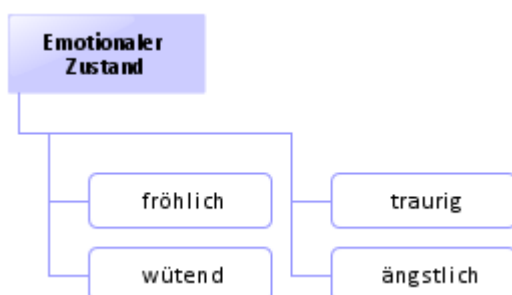 Emotionaler
Zustand
fröhlich
traurig
wütend
ängstlich